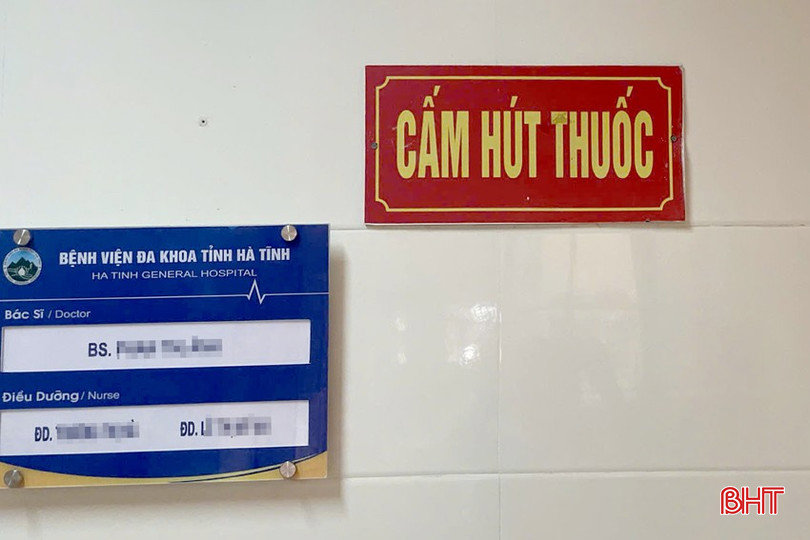 CẤM HÚT THUỐC
BỆNH VIỆN ĐA KHOA TỈNH HÀ TĨNH
HA TINH GENERAL HOSPITAL
Bác Sĩ / Doctor
BS.
Điều Dưỡng / Nurse
ĐD. ĐD.
BHT